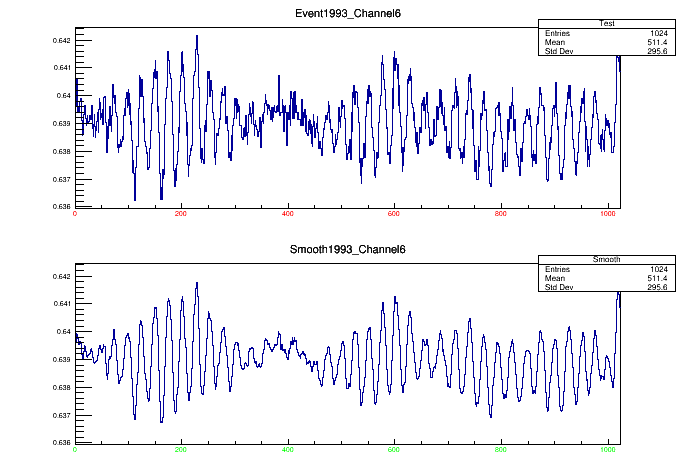 Event1993_Channel6
Test
Entries 1024
Mean 511.4
Std Dev 295.6
0.642
0.641
0.64
0.639
0.638
0.637
0.636
0 200 400 600 800 1000
Smooth1993_Channel6
Smooth
Entries 1024
Mean 511.4
Std Dev 295.6
0.642
0.641
0.64
0.639
0.638
0.637
0.636
0 200 400 600 800 1000